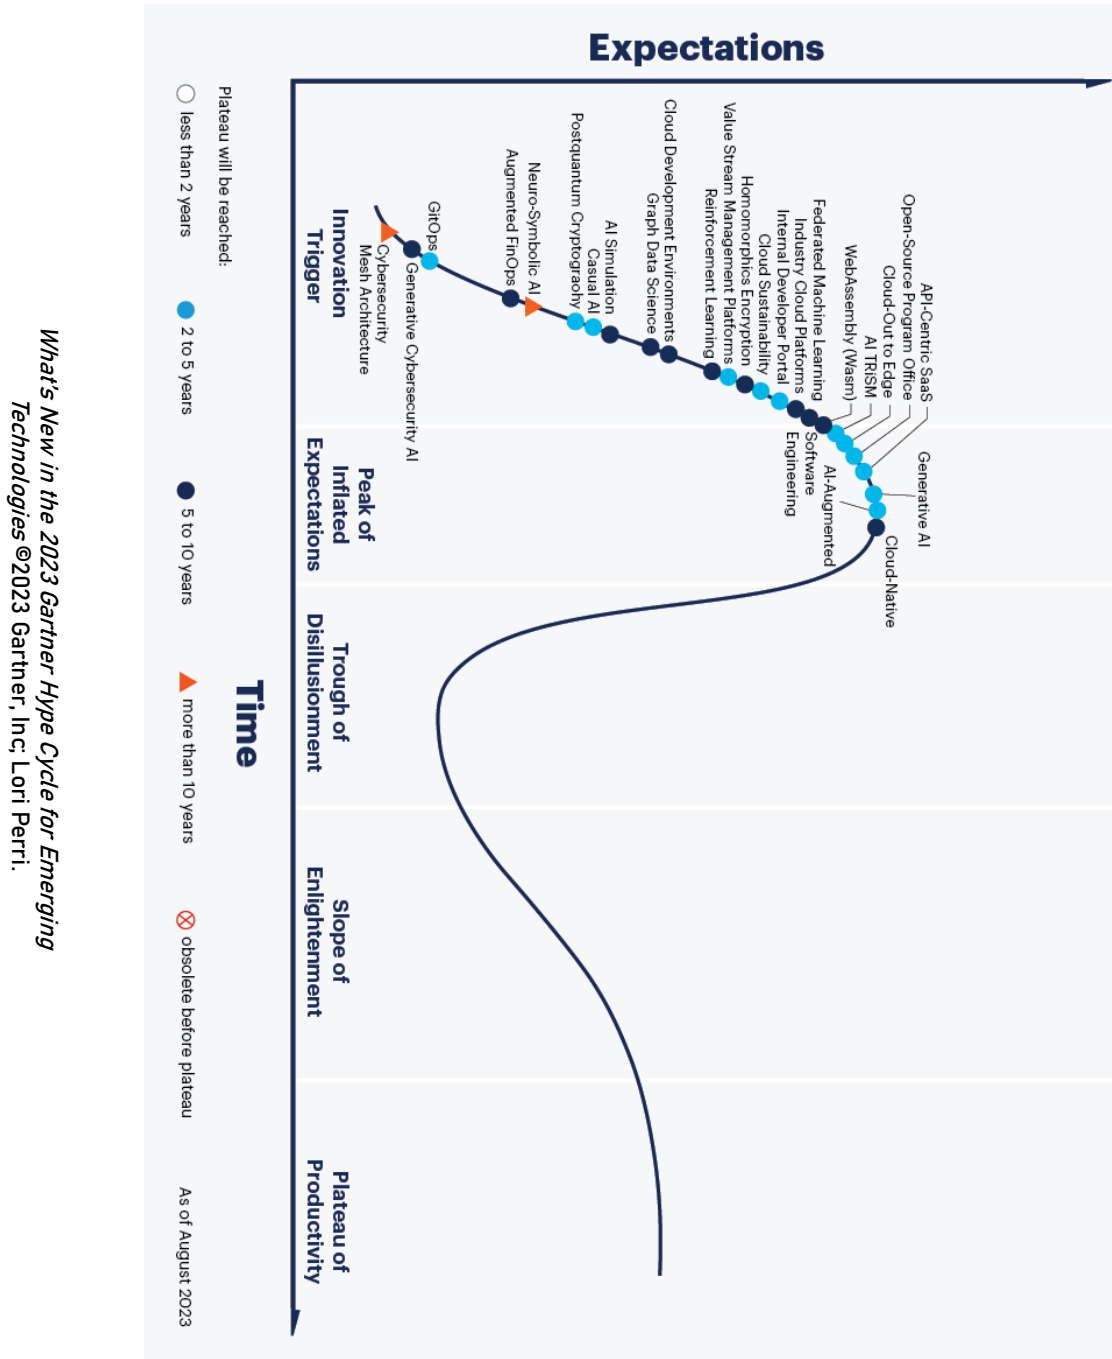 Expectations
Time
Open-Source Program Office
API-Centric SaaS
Cloud-Out to Edge
AI TRiSM
WebAssembly (Wasm)
Federated Machine Learning
Industry Cloud Platforms
Internal Developer Portal
Cloud Sustainability
Homomorphics Encryption
Value Stream Management Platforms
Reinforcement Learning
Cloud Development Environments
Graph Data Science
AI Simulation
Casual AI
Postquantum Cryptograohy
Neuro-Symbolic AI
Augmented FinOps
GitOps
Generative Cybersecurity AI
Cybersecurity
Mesh Architecture
Generative AI
Cloud-Native
AI-Augmented
Software
Engineering
Innovation
Trigger
Peak of
Inflated
Expectations
Trough of
Disillusionment
Slope of
Enlightenment
Plateau of
Productivity
Plateau will be reached:
less than 2 years
2 to 5 years
5 to 10 years
more than 10 years
obsolete before plateau
As of August 2023
What's New in the 2023 Gartner Hype Cycle for Emerging
Technologies ©2023 Gartner, Inc; Lori Perri.